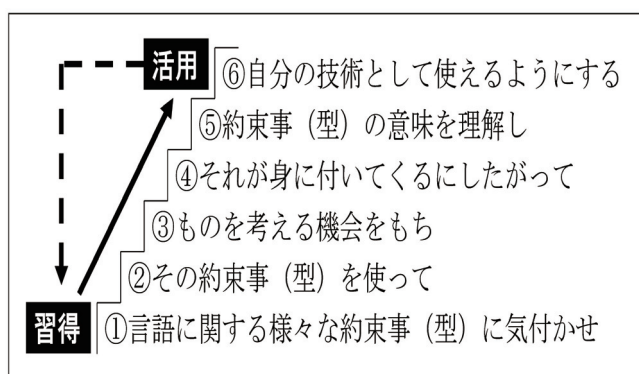 活用
⑥自分の技術として使えるようにする
⑤約束事（型）の意味を理解し
④それが身に付いてくるにしたがって
③ものを考える機会をもち
②その約束事（型）を使って
習得
①言語に関する様々な約束事（型）に気付かせ